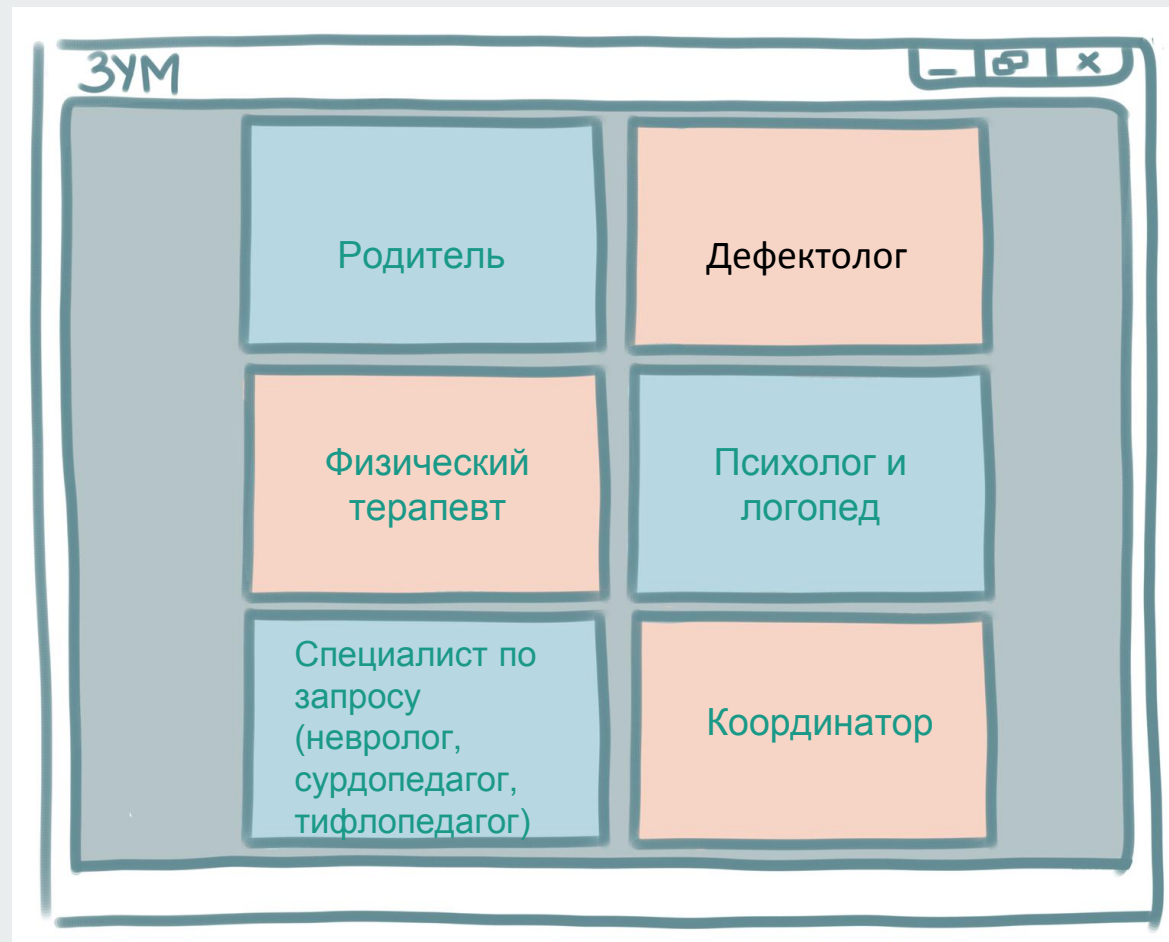 ЗУМ
Родитель
Дефектолог
Физический
терапевт
Психолог и
логопед
Специалист по
запросу
(невролог,
сурдопедагог,
тифлопедагог)
Координатор